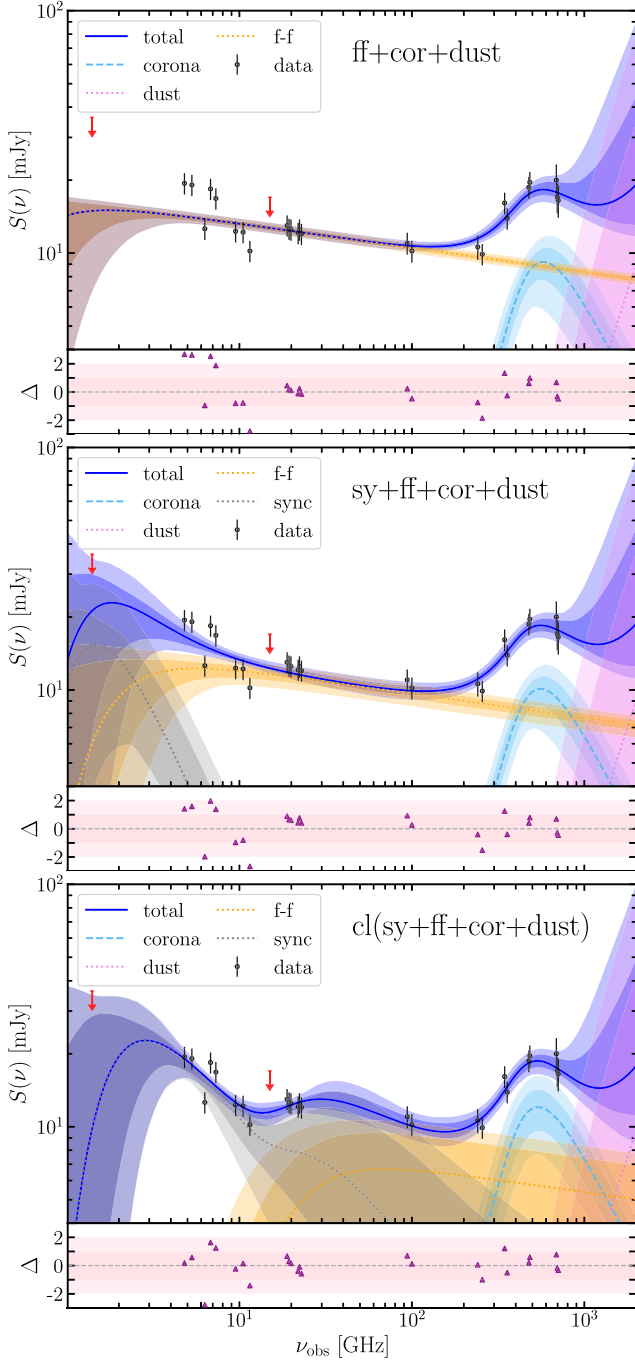 10²
total
f-f
corona
data
dust
ff+cor+dust
S(ν) [mJy]
10¹
2
0
-2
Δ
10²
total
f-f
corona
sync
dust
data
sy+ff+cor+dust
S(ν) [mJy]
10¹
2
0
-2
Δ
10²
total
f-f
corona
sync
dust
data
cl(sy+ff+cor+dust)
S(ν) [mJy]
10¹
2
0
-2
Δ
10¹
10²
10³
ν_obs [GHz]